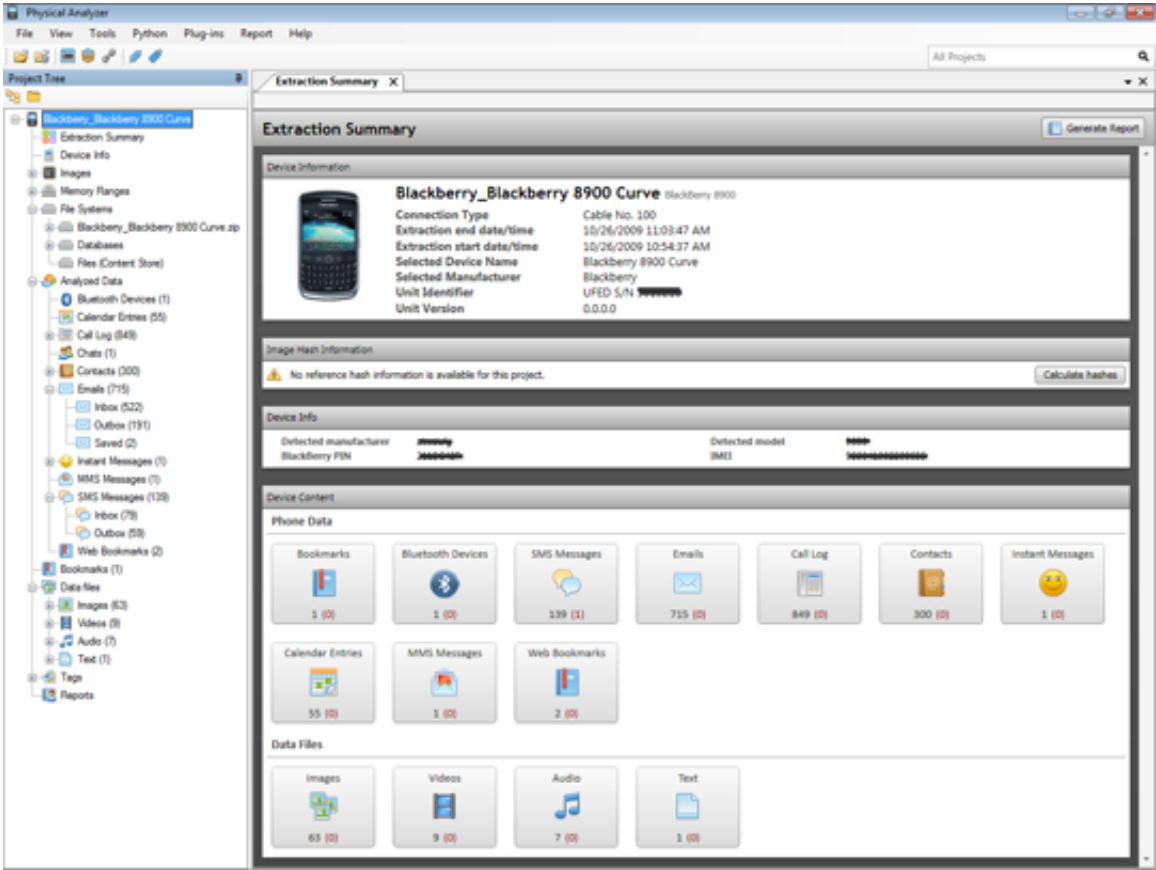 Physical Analyzer
File View Tools Python Plug-ins Report Help
All Projects
Project Tree
Extraction Summary X
Blackberry_Blackberry 8900 Curve
Extraction Summary
Device Info
Images
Memory Ranges
File Systems
Blackberry_Blackberry 8900 Curve.zip
Databases
Files (Content Store)
Analyzed Data
Bluetooth Devices (1)
Calendar Entries (55)
Call Log (849)
Chats (1)
Contacts (300)
Emails (715)
Inbox (522)
Outbox (191)
Saved (2)
Instant Messages (1)
MMS Messages (1)
SMS Messages (139)
Inbox (79)
Outbox (59)
Web Bookmarks (2)
Bookmarks (1)
Data files
Images (63)
Videos (9)
Audio (7)
Text (1)
Tags
Reports
Extraction Summary
Generate Report
Device Information
Blackberry_Blackberry 8900 Curve BlackBerry 8900
Connection Type Cable No. 100
Extraction end date/time 10/26/2009 11:03:47 AM
Extraction start date/time 10/26/2009 10:54:37 AM
Selected Device Name Blackberry 8900 Curve
Selected Manufacturer Blackberry
Unit Identifier UFED S/N
Unit Version 0.0.0.0
Image Hash Information
No reference hash information is available for this project. Calculate hashes
Device Info
Detected manufacturer Detected model
BlackBerry PIN IMEI
Device Content
Phone Data
Bookmarks Bluetooth Devices SMS Messages Emails Call Log Contacts Instant Messages
1 (0) 1 (0) 139 (1) 715 (0) 849 (0) 300 (0) 1 (0)
Calendar Entries MMS Messages Web Bookmarks
55 (0) 1 (0) 2 (0)
Data Files
Images Videos Audio Text
63 (0) 9 (0) 7 (0) 1 (0)